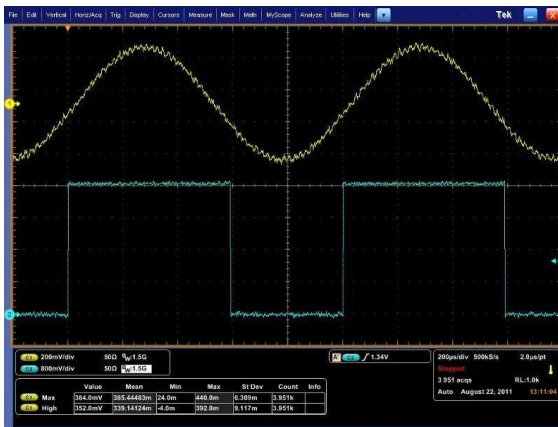 File Edit Vertical Horiz/Acq Trig Display Cursors Measure Mask Math MyScope Analyze Utilities Help Tek
1
2
C1 200mV/div 50Ω BW:1.5G
C2 800mV/div 50Ω BW:1.5G
A' C2 1.34V
200µs/div 500kS/s 2.0µs/pt
Stopped
3 951 acqs RL:1.0k
Auto August 22, 2011 13:11:04
Value Mean Min Max St Dev Count Info
C1 Max 384.0mV 385.44483m 24.0m 440.0m 6.309m 3.951k
C1 High 352.0mV 339.14124m -4.0m 392.0m 9.117m 3.951k